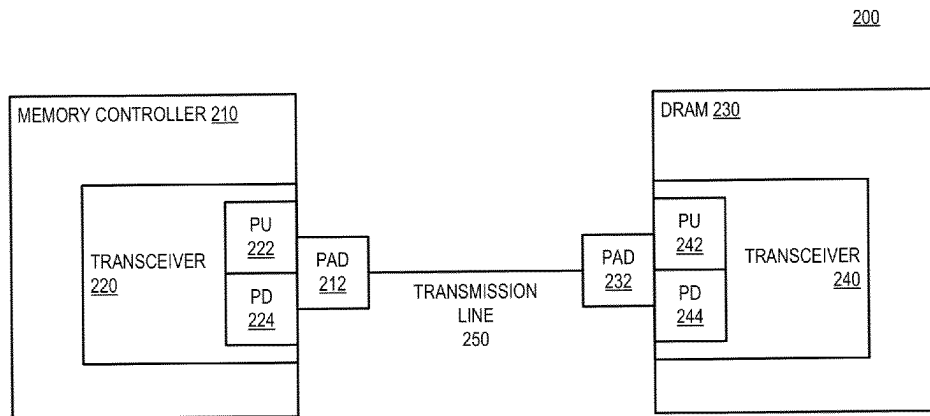 200
MEMORY CONTROLLER 210
DRAM 230
TRANSCEIVER
220
PU
222
PD
224
PAD
212
TRANSMISSION
LINE
250
PAD
232
PU
242
PD
244
TRANSCEIVER
240